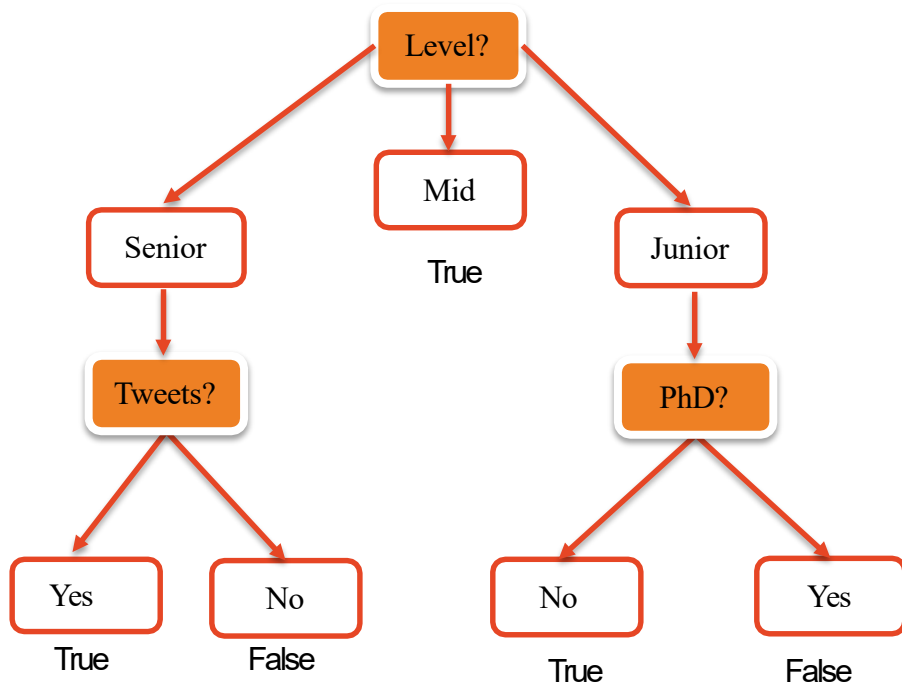 Level?
Mid
Senior
Junior
True
Tweets?
PhD?
Yes
No
No
Yes
True
False
True
False